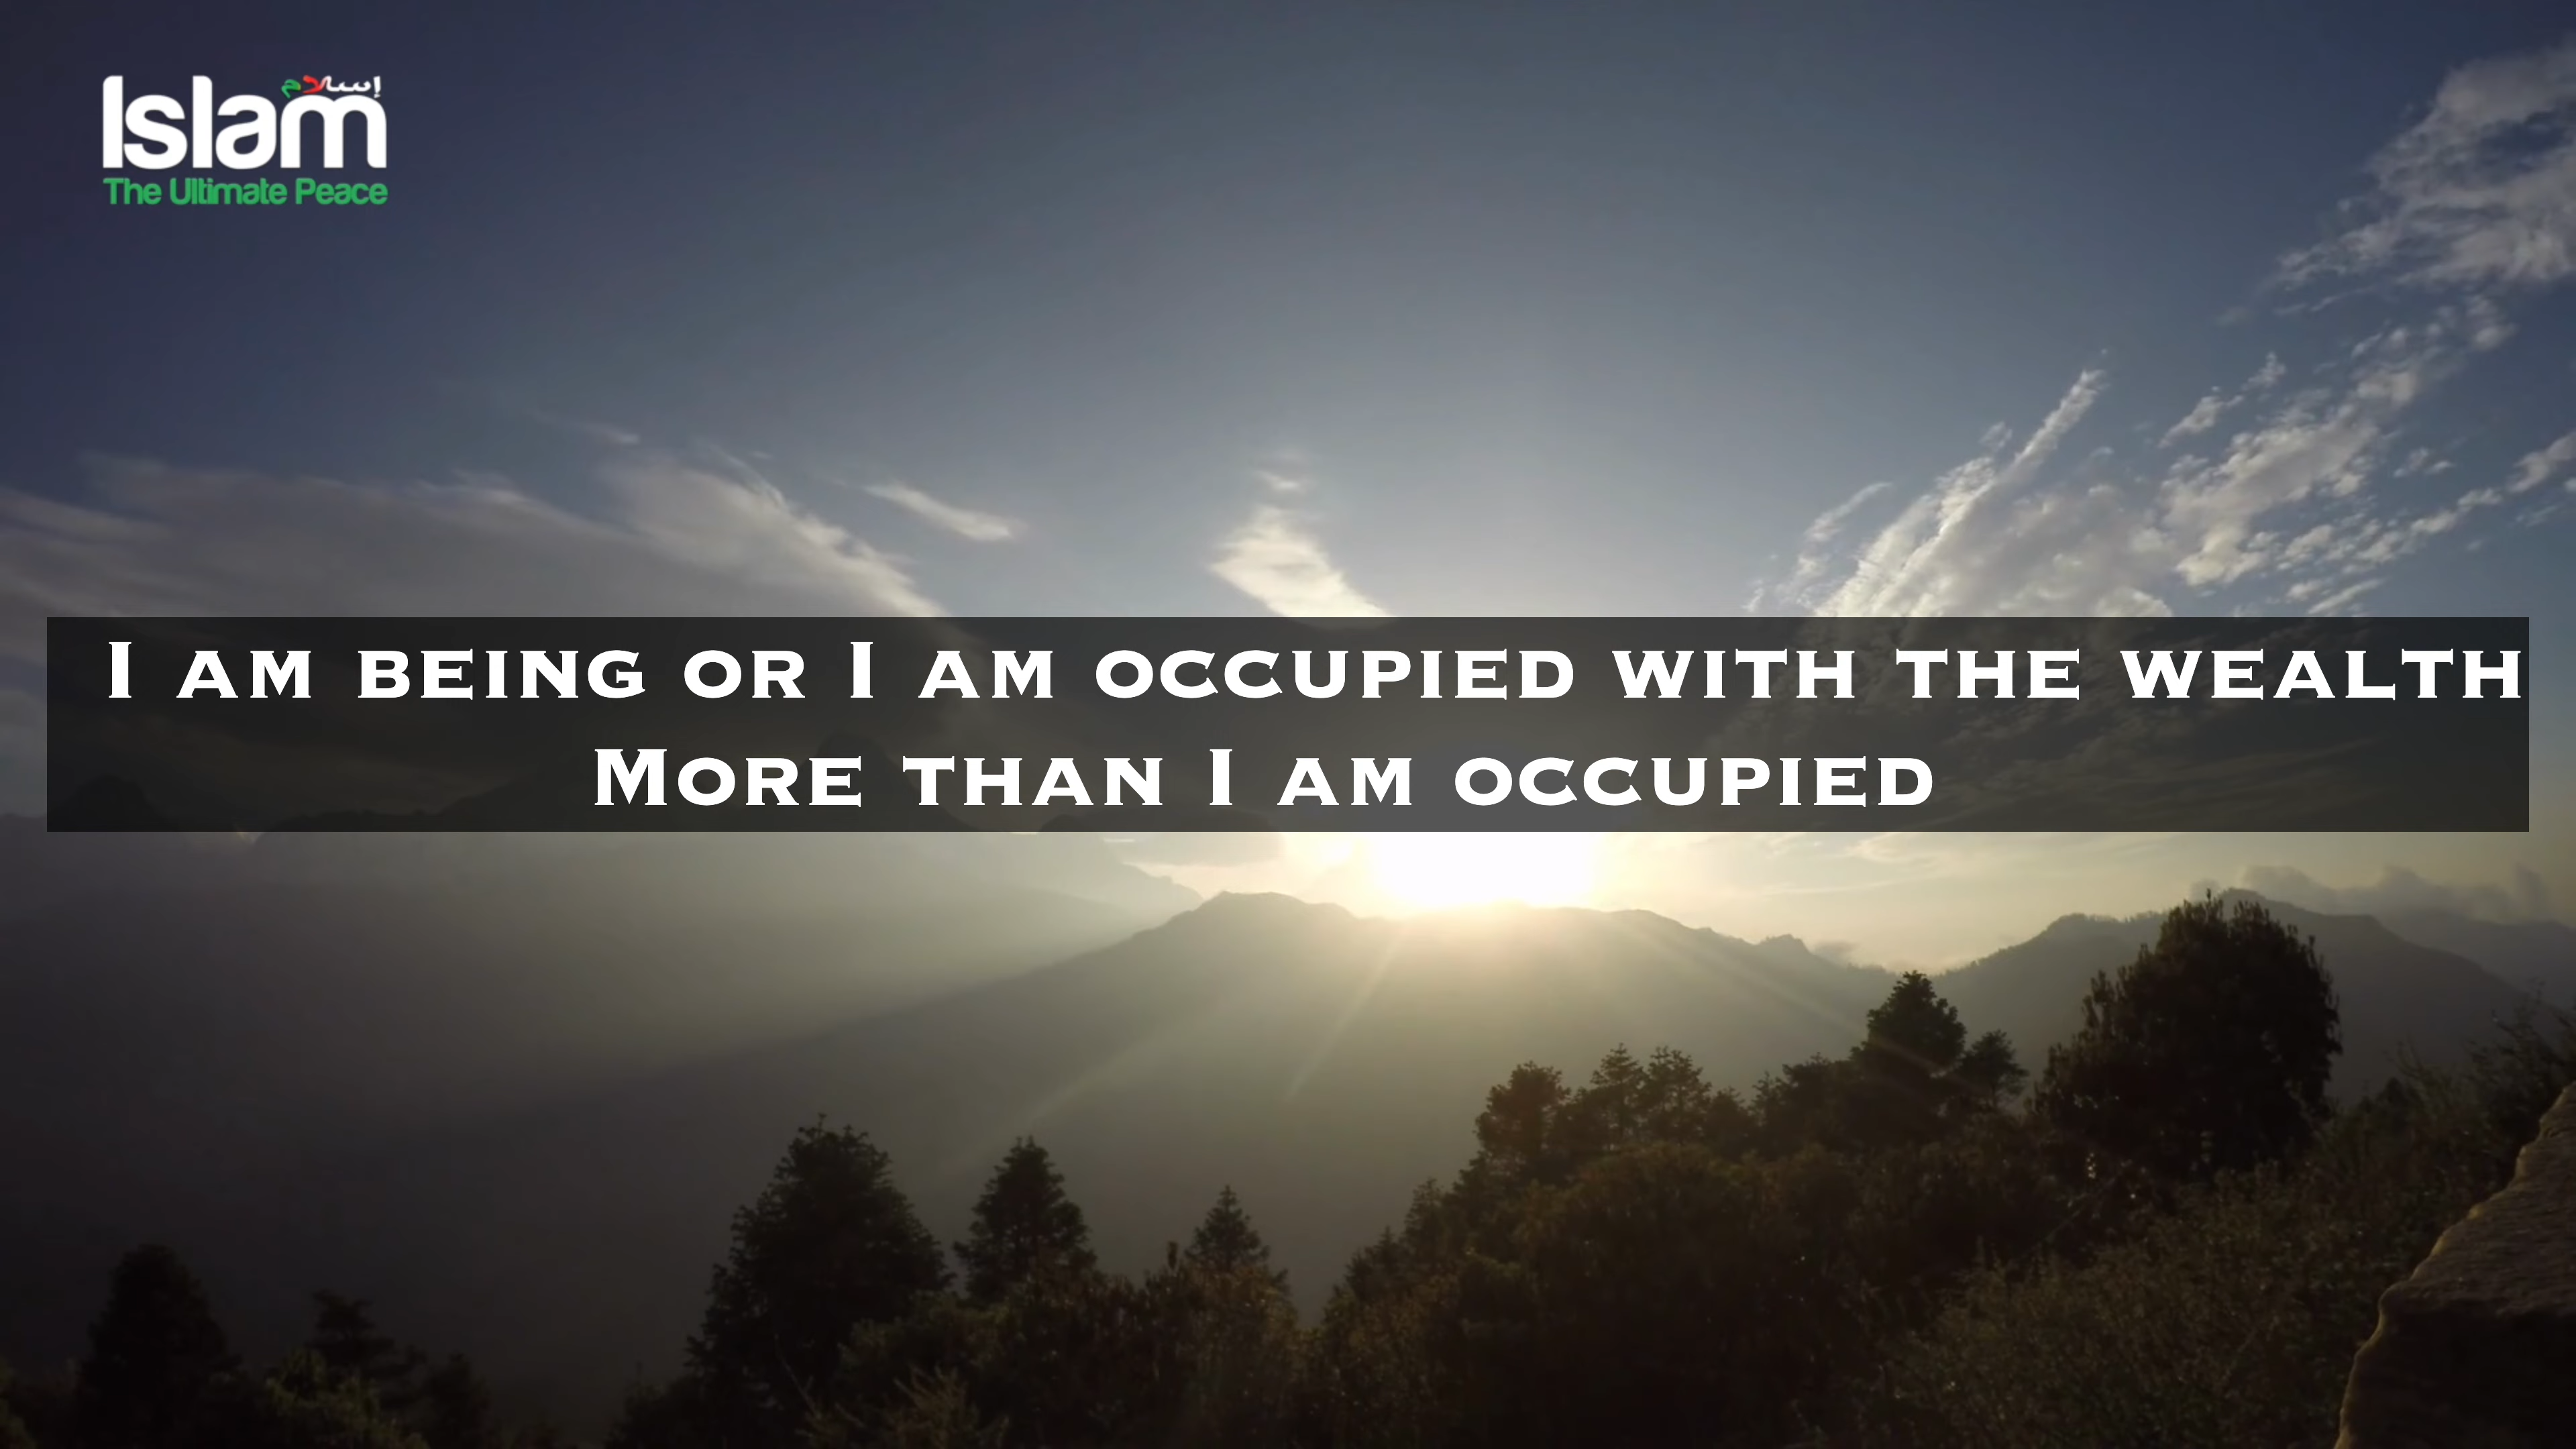 إسلام
Islam
The Ultimate Peace
I am being or I am occupied with the wealth
More than I am occupied